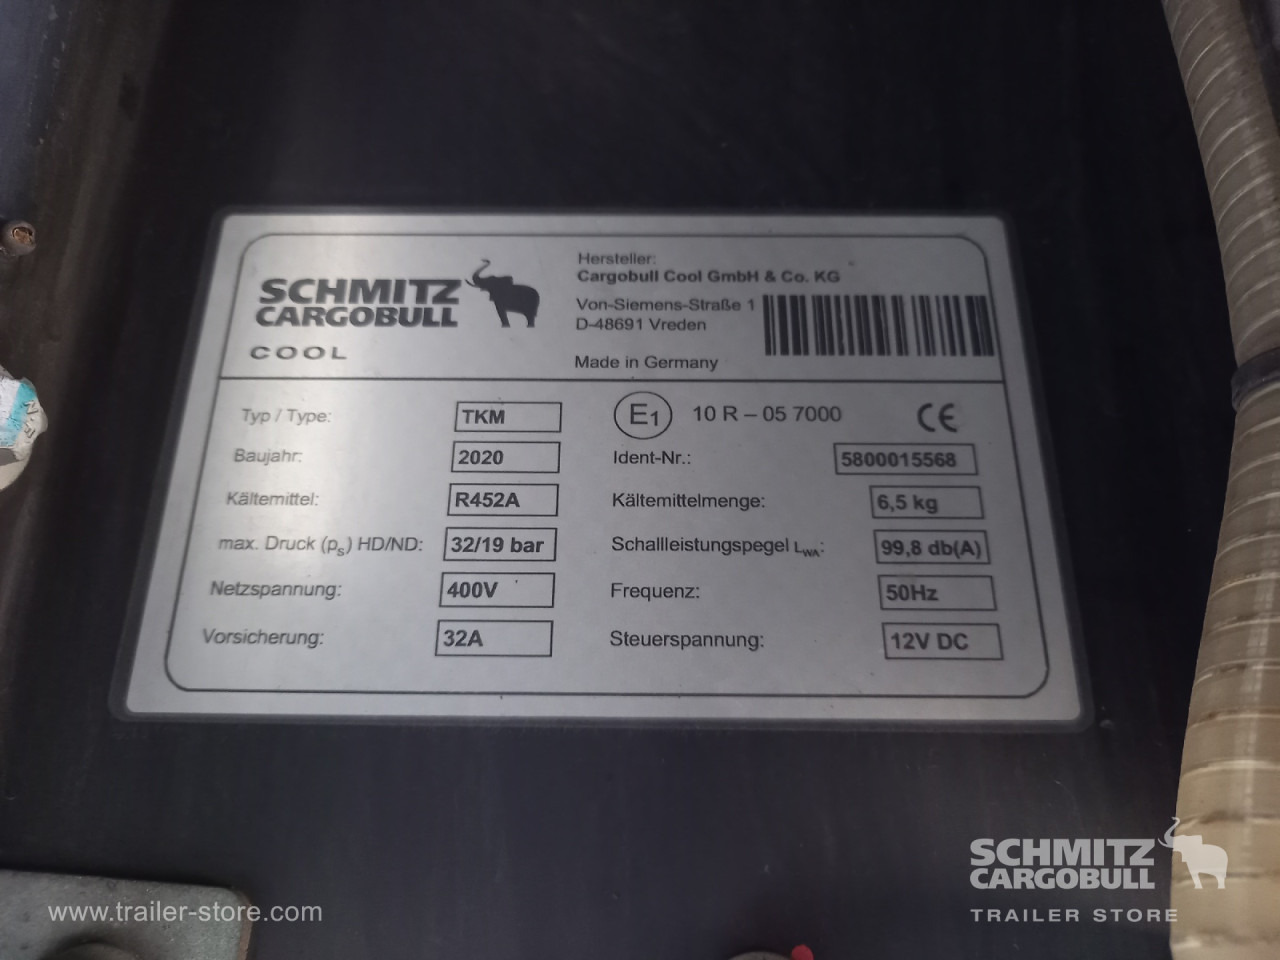 SCHMITZ
CARGOBULL
COOL
Hersteller:
Cargobull Cool GmbH & Co. KG
Von-Siemens-Straße 1
D-48691 Vreden
Made in Germany
Typ / Type: TKM E1 10 R – 05 7000 CE
Baujahr: 2020 Ident-Nr.: 5800015568
Kältemittel: R452A Kältemittelmenge: 6,5 kg
max. Druck (ps) HD/ND: 32/19 bar Schallleistungspegel LWA: 99,8 db(A)
Netzspannung: 400V Frequenz: 50Hz
Vorsicherung: 32A Steuerspannung: 12V DC
SCHMITZ
CARGOBULL
TRAILER STORE
www.trailer-store.com